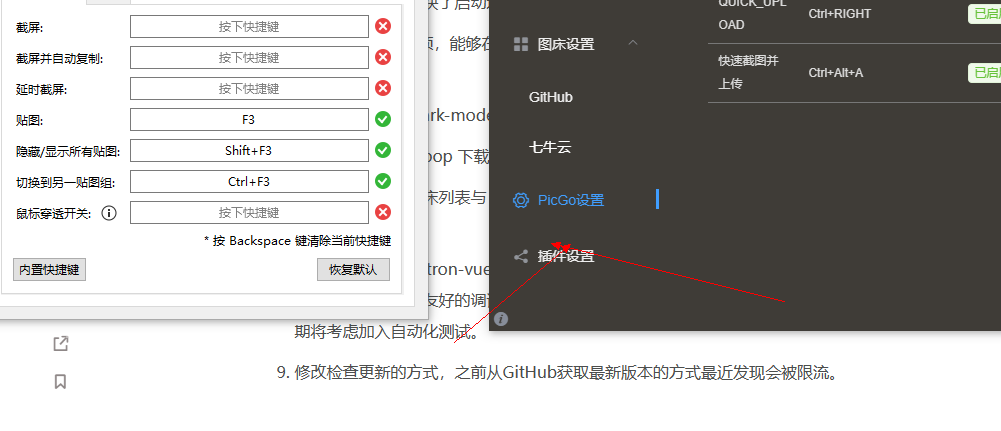 截屏:
按下快捷键
截屏并自动复制:
按下快捷键
延时截屏:
按下快捷键
贴图:
F3
隐藏/显示所有贴图:
Shift+F3
切换到另一贴图组:
Ctrl+F3
鼠标穿透开关:
按下快捷键
* 按 Backspace 键清除当前快捷键
内置快捷键
恢复默认
QUICK_UPL
OAD
Ctrl+RIGHT
已启
图床设置
快速截图并
上传
Ctrl+Alt+A
已启
GitHub
七牛云
PicGo设置
插件设置
了启动
,能够在
ark-mode
oop 下载
床列表与
tron-vue
友好的调
期将考虑加入自动化测试。
9. 修改检查更新的方式，之前从GitHub获取最新版本的方式最近发现会被限流。